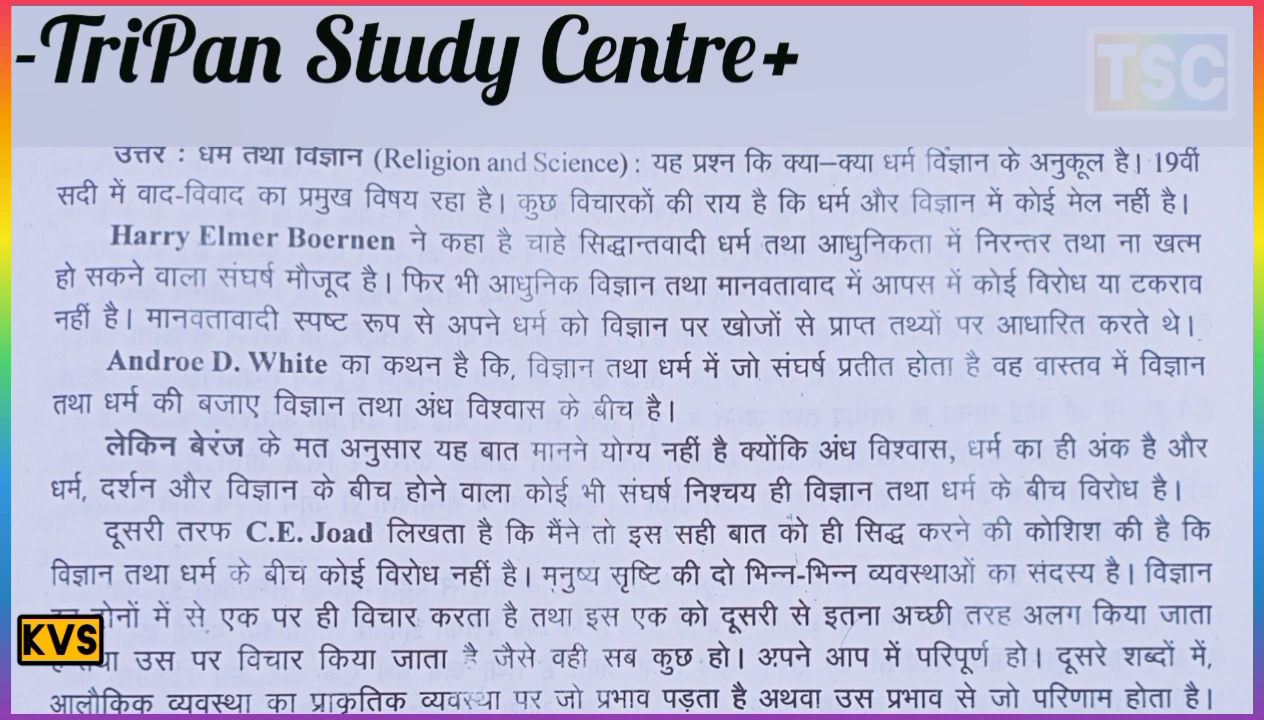 -TriPan Study Centre+
TSC
उत्तर : धर्म तथा विज्ञान (Religion and Science) : यह प्रश्न कि क्या–क्या धर्म विज्ञान के अनुकूल है। 19वीं
सदी में वाद-विवाद का प्रमुख विषय रहा है। कुछ विचारकों की राय है कि धर्म और विज्ञान में कोई मेल नहीं है।
Harry Elmer Boernen ने कहा है चाहे सिद्धान्तवादी धर्म तथा आधुनिकता में निरन्तर तथा ना खत्म
हो सकने वाला संघर्ष मौजूद है। फिर भी आधुनिक विज्ञान तथा मानवतावाद में आपस में कोई विरोध या टकराव
नहीं है। मानवतावादी स्पष्ट रूप से अपने धर्म को विज्ञान पर खोजों से प्राप्त तथ्यों पर आधारित करते थे।
Androe D. White का कथन है कि, विज्ञान तथा धर्म में जो संघर्ष प्रतीत होता है वह वास्तव में विज्ञान
तथा धर्म की बजाए विज्ञान तथा अंध विश्वास के बीच है।
लेकिन बेरंज के मत अनुसार यह बात मानने योग्य नहीं है क्योंकि अंध विश्वास, धर्म का ही अंक है और
धर्म, दर्शन और विज्ञान के बीच होने वाला कोई भी संघर्ष निश्चय ही विज्ञान तथा धर्म के बीच विरोध है।
दूसरी तरफ C.E. Joad लिखता है कि मैंने तो इस सही बात को ही सिद्ध करने की कोशिश की है कि
विज्ञान तथा धर्म के बीच कोई विरोध नहीं है। मनुष्य सृष्टि की दो भिन्न-भिन्न व्यवस्थाओं का सदस्य है। विज्ञान
में से एक पर ही विचार करता है तथा इस एक को दूसरी से इतना अच्छी तरह अलग किया जाता
KVS
उस पर विचार किया जाता है जैसे वही सब कुछ हो। अपने आप में परिपूर्ण हो। दूसरे शब्दों में,
आलौकिक व्यवस्था का प्राकृतिक व्यवस्था पर जो प्रभाव पड़ता है अथवा उस प्रभाव से जो परिणाम होता है।